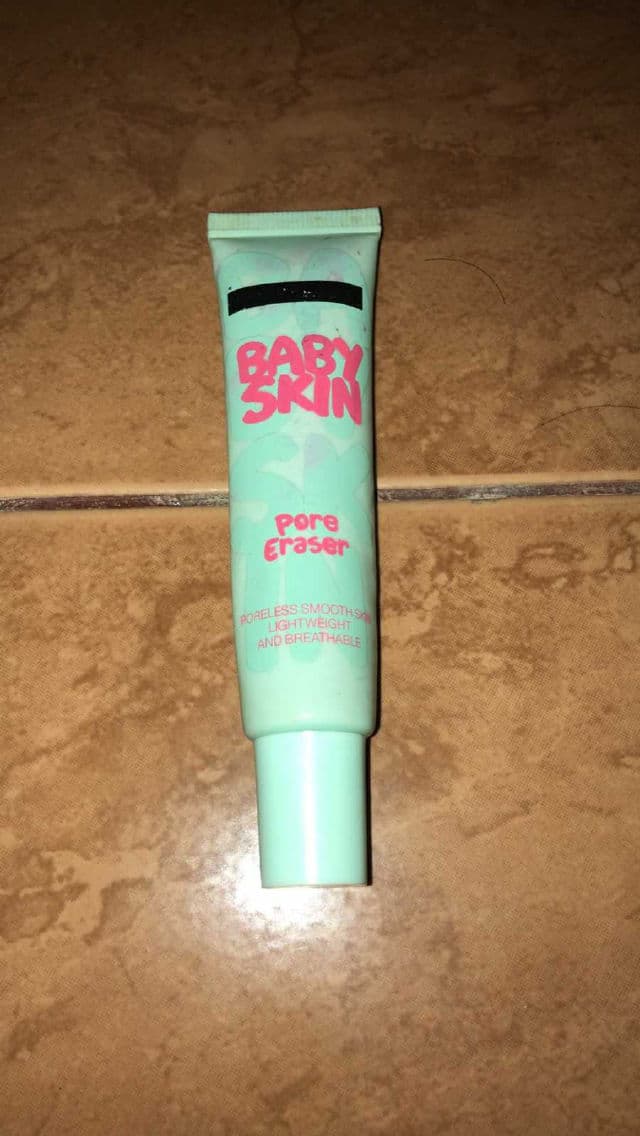 BABY
SKIN
Pore
Eraser
PORELESS SMOOTH SKIN
LIGHTWEIGHT
AND BREATHABLE